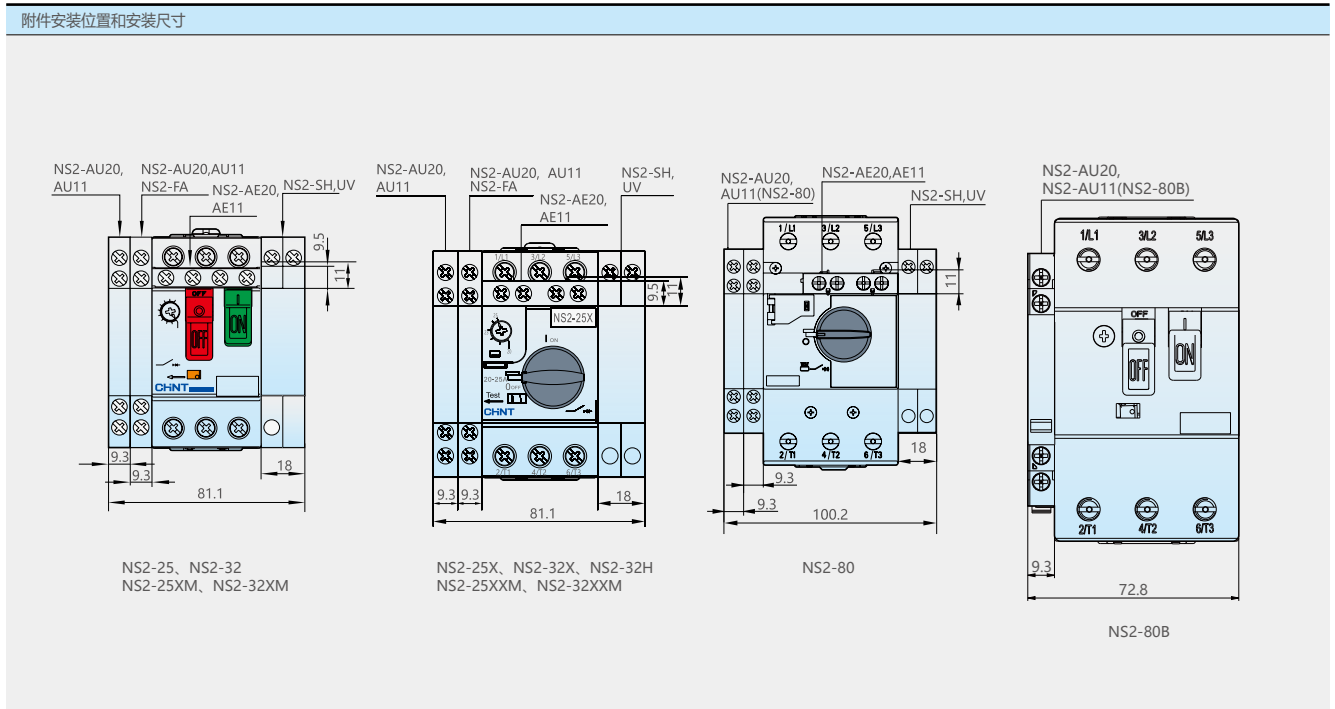 附件安装位置和安装尺寸
NS2-AU20,
AU11
NS2-AU20,AU11
NS2-FA
NS2-AE20,
AE11
NS2-SH,UV
9.5
11
OFF
OFF
ON
CHNT
9.3
9.3
18
81.1
NS2-25、NS2-32
NS2-25XM、NS2-32XM
NS2-AU20,
AU11
NS2-AU20, AU11
NS2-FA
NS2-AE20,
AE11
NS2-SH,
UV
1/L1
3/L2
5/L3
9.5
11
NS2-25X
I ON
20-25A
0 OFF
Test
CHNT
2/T1
4/T2
6/T3
9.3
9.3
18
81.1
NS2-25X、NS2-32X、NS2-32H
NS2-25XXM、NS2-32XXM
NS2-AU20,
AU11(NS2-80)
NS2-AE20,AE11
NS2-SH,UV
1/L1
3/L2
5/L3
11
2/T1
4/T2
6/T3
18
9.3
9.3
100.2
NS2-80
NS2-AU20,
NS2-AU11(NS2-80B)
1/L1
3/L2
5/L3
OFF
OFF
ON
2/T1
4/T2
6/T3
9.3
72.8
NS2-80B